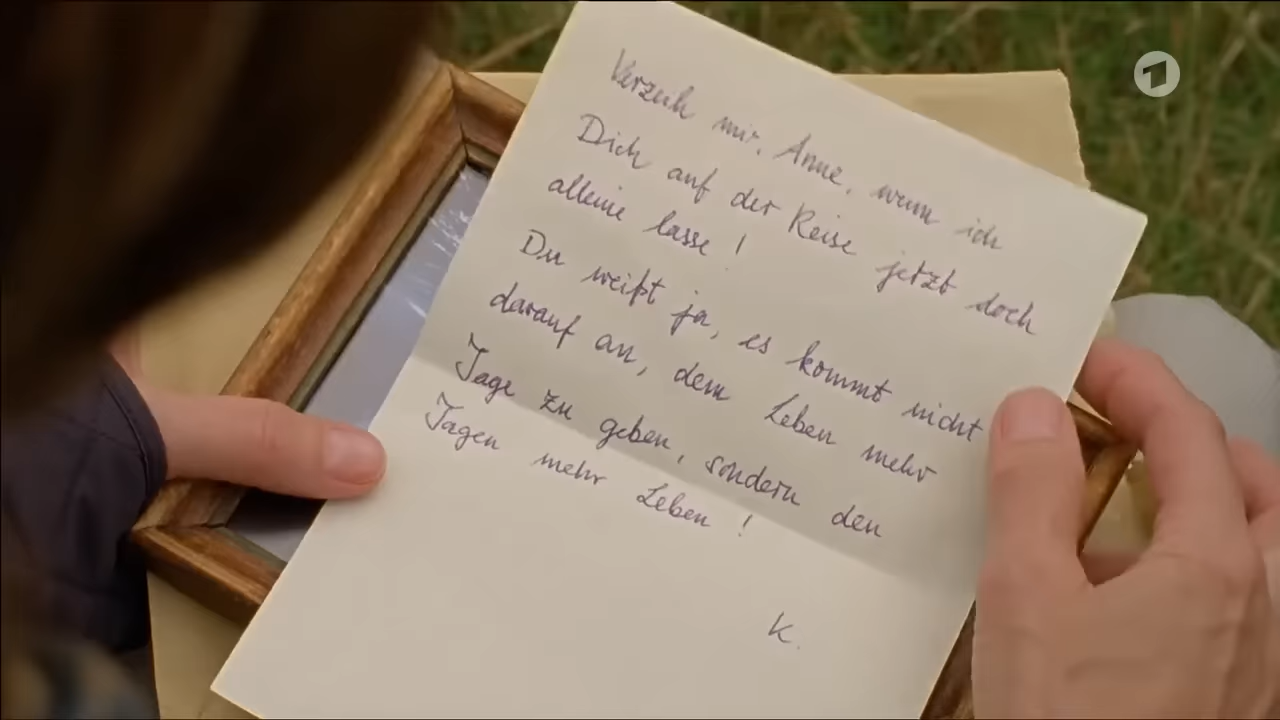 Verzeih mir, Anne, wenn ich
Dich auf der Reise jetzt doch
alleine lasse!
Du weißt ja, es kommt nicht
darauf an, dem Leben mehr
Tage zu geben, sondern den
Tagen mehr Leben!
K.
1